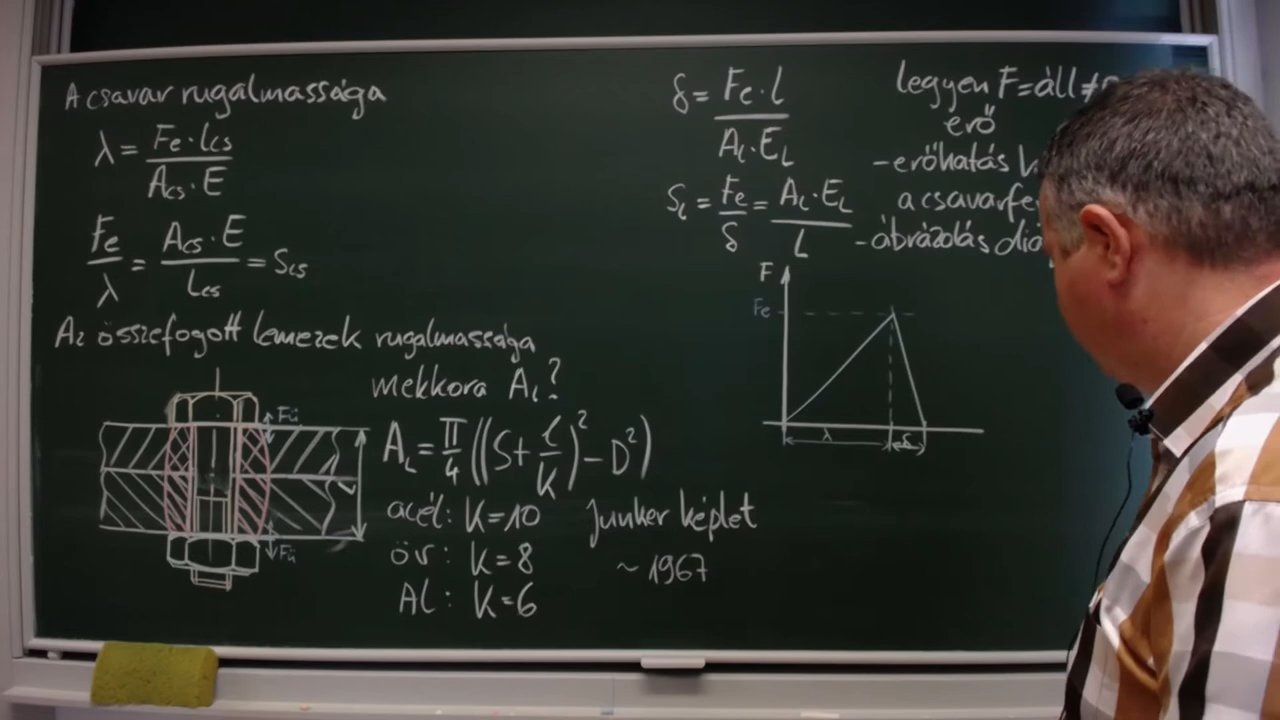 A csavar rugalmassága
λ = Fe · lcs / Acs · E
Fe / λ = Acs · E / Lcs = Scs
Az összefogott lemezek rugalmassága
mekkora AL?
AL = π/4 ((S + l/K)² − D²)
acél: K=10
öv: K=8
Al: K=6
Junker képlet
~ 1967
Fü
Fü
L
δ = Fe · l / AL · EL
SL = Fe / δ = AL · EL / L
legyen F=áll
erő
-erőhatás
a csavarfe
-ábrázolás
F
Fe
λ
δ